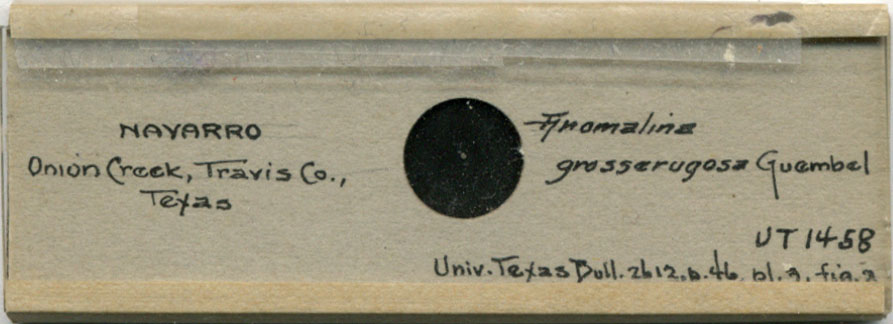 NAVARRO
Onion Creek, Travis Co.,
Texas
Anomalina
grosserugosa Guembel
UT 1458
Univ. Texas Bull. 2612, p. 46, pl. 3, fig. 2